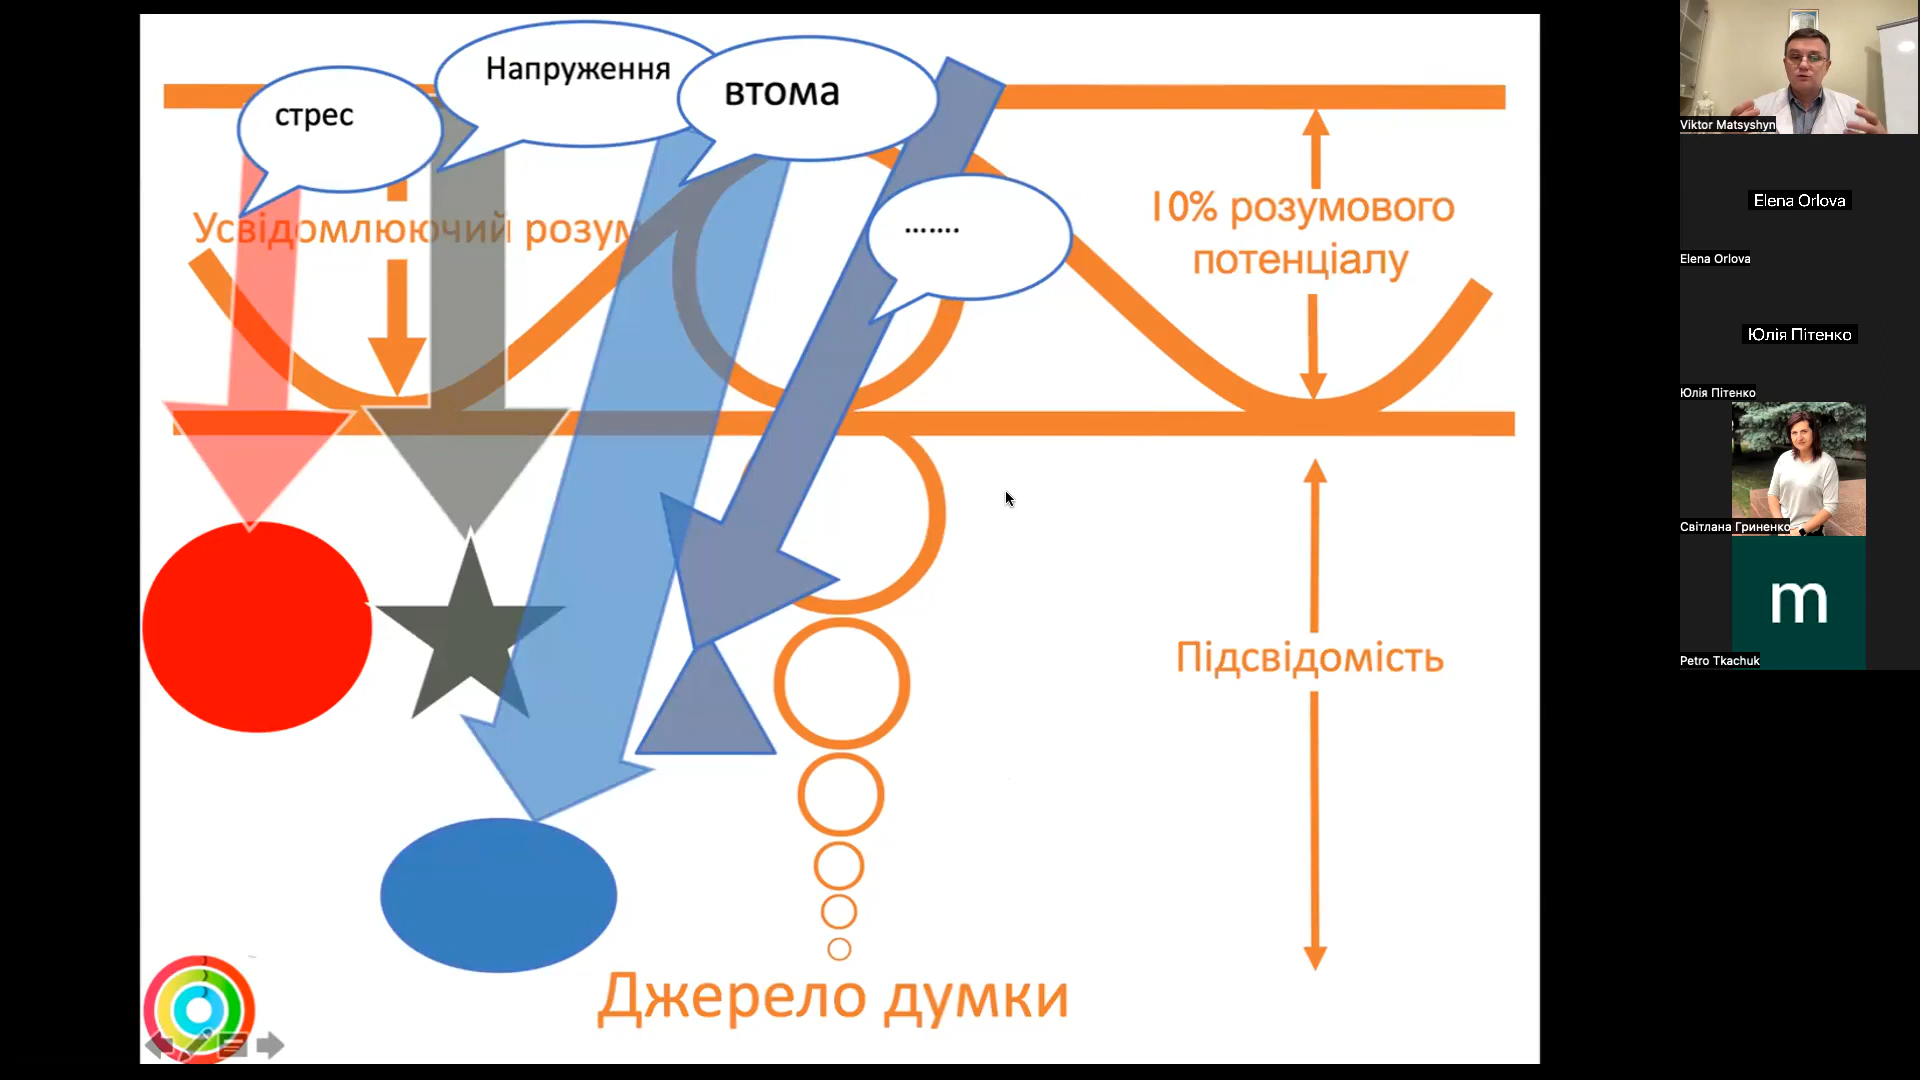 стрес
Напруження
втома
.......
Усвідомлюючий розум
10% розумового
потенціалу
Підсвідомість
Джерело думки
Viktor Matsyshyn
Elena Orlova
Elena Orlova
Юлія Пітенко
Юлія Пітенко
Світлана Гриненко
m
Petro Tkachuk